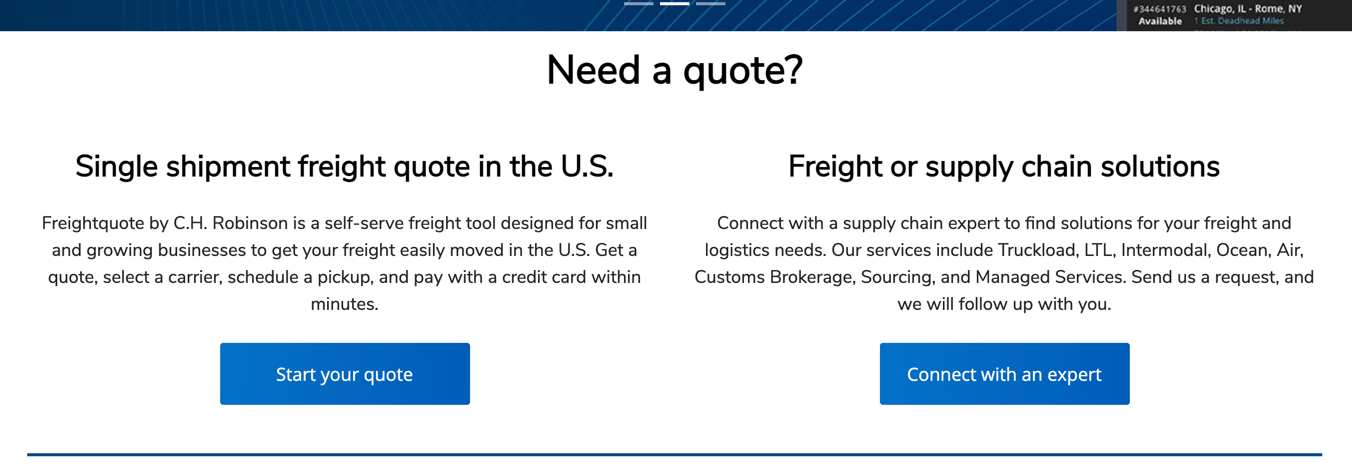 #344641763 Chicago, IL - Rome, NY
Available 1 Est. Deadhead Miles
Need a quote?
Single shipment freight quote in the U.S.
Freightquote by C.H. Robinson is a self-serve freight tool designed for small
and growing businesses to get your freight easily moved in the U.S. Get a
quote, select a carrier, schedule a pickup, and pay with a credit card within
minutes.
Start your quote
Freight or supply chain solutions
Connect with a supply chain expert to find solutions for your freight and
logistics needs. Our services include Truckload, LTL, Intermodal, Ocean, Air,
Customs Brokerage, Sourcing, and Managed Services. Send us a request, and
we will follow up with you.
Connect with an expert